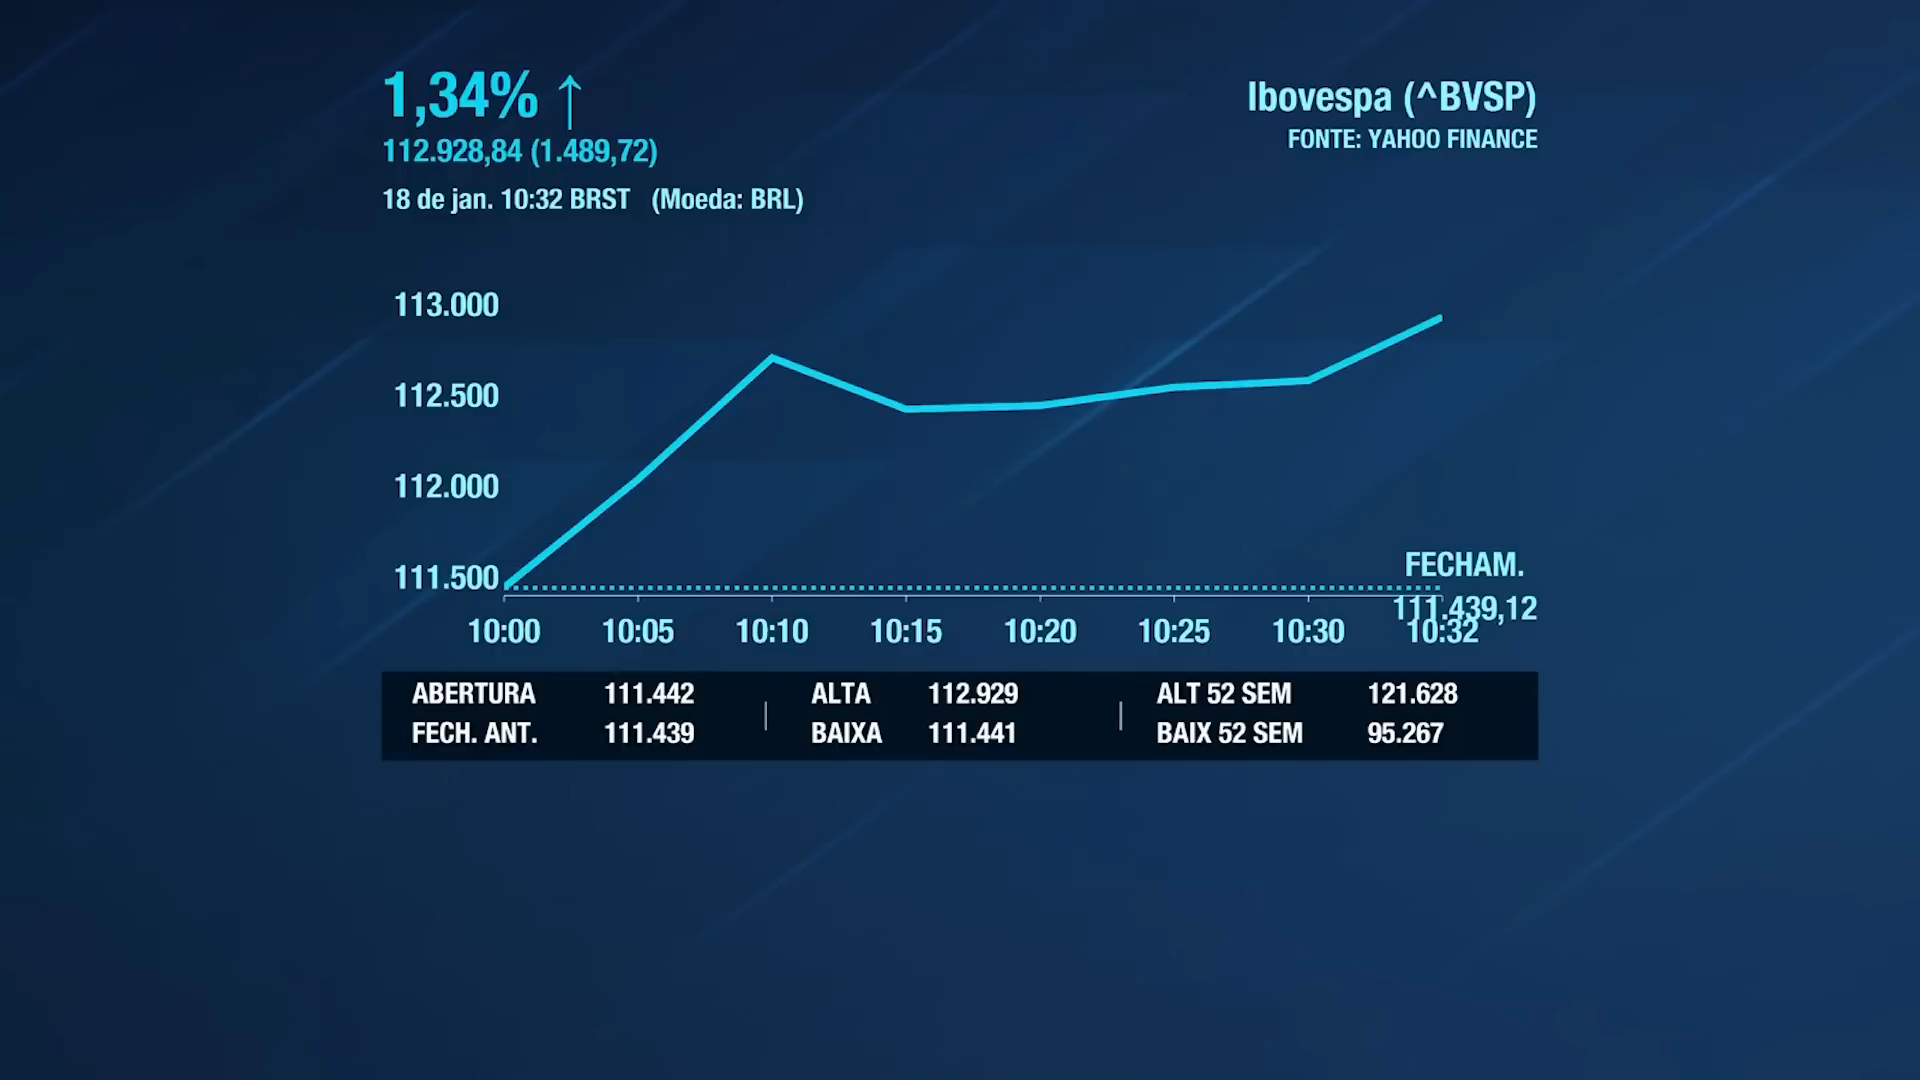 1,34% ↑
112.928,84 (1.489,72)
18 de jan. 10:32 BRST (Moeda: BRL)
Ibovespa (^BVSP)
FONTE: YAHOO FINANCE
113.000
112.500
112.000
111.500
FECHAM.
111.439,12
10:00 10:05 10:10 10:15 10:20 10:25 10:30 10:32
ABERTURA 111.442 | ALTA 112.929 | ALT 52 SEM 121.628
FECH. ANT. 111.439 BAIXA 111.441 BAIX 52 SEM 95.267